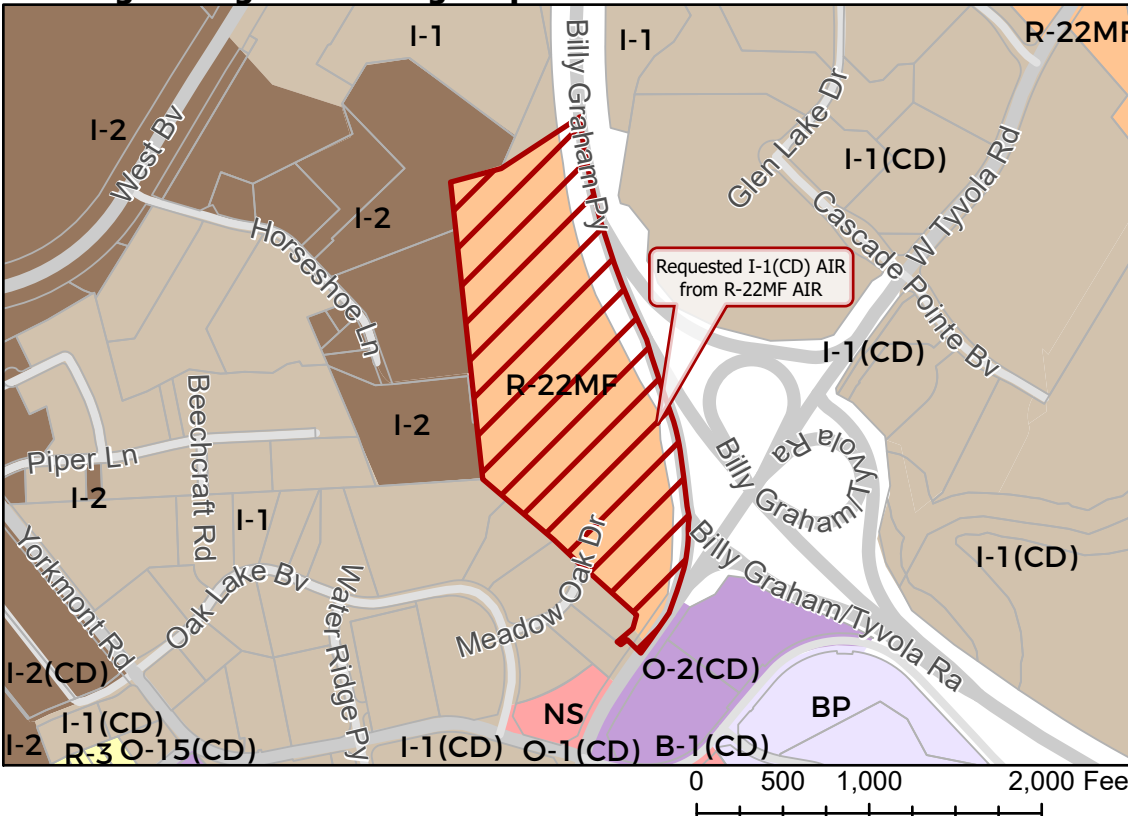 I-1
I-1
R-22MF
I-2
West Bv
Billy Graham Py
Glen Lake Dr
I-1(CD)
W Tyvola Rd
I-2
Horseshoe Ln
Cascade Pointe Bv
Requested I-1(CD) AIR
from R-22MF AIR
I-1(CD)
R-22MF
Beechcraft Rd
I-2
Piper Ln
I-2
I-1
Billy Graham/Tyvola Ra
Yorkmont Rd
Oak Lake Bv
Water Ridge Py
Meadow Oak Dr
Billy Graham/Tyvola Ra
I-1(CD)
I-2(CD)
O-2(CD)
NS
BP
I-1(CD)
I-2
R-3
O-15(CD)
I-1(CD)
O-1(CD)
B-1(CD)
0 500 1,000 2,000 Fee